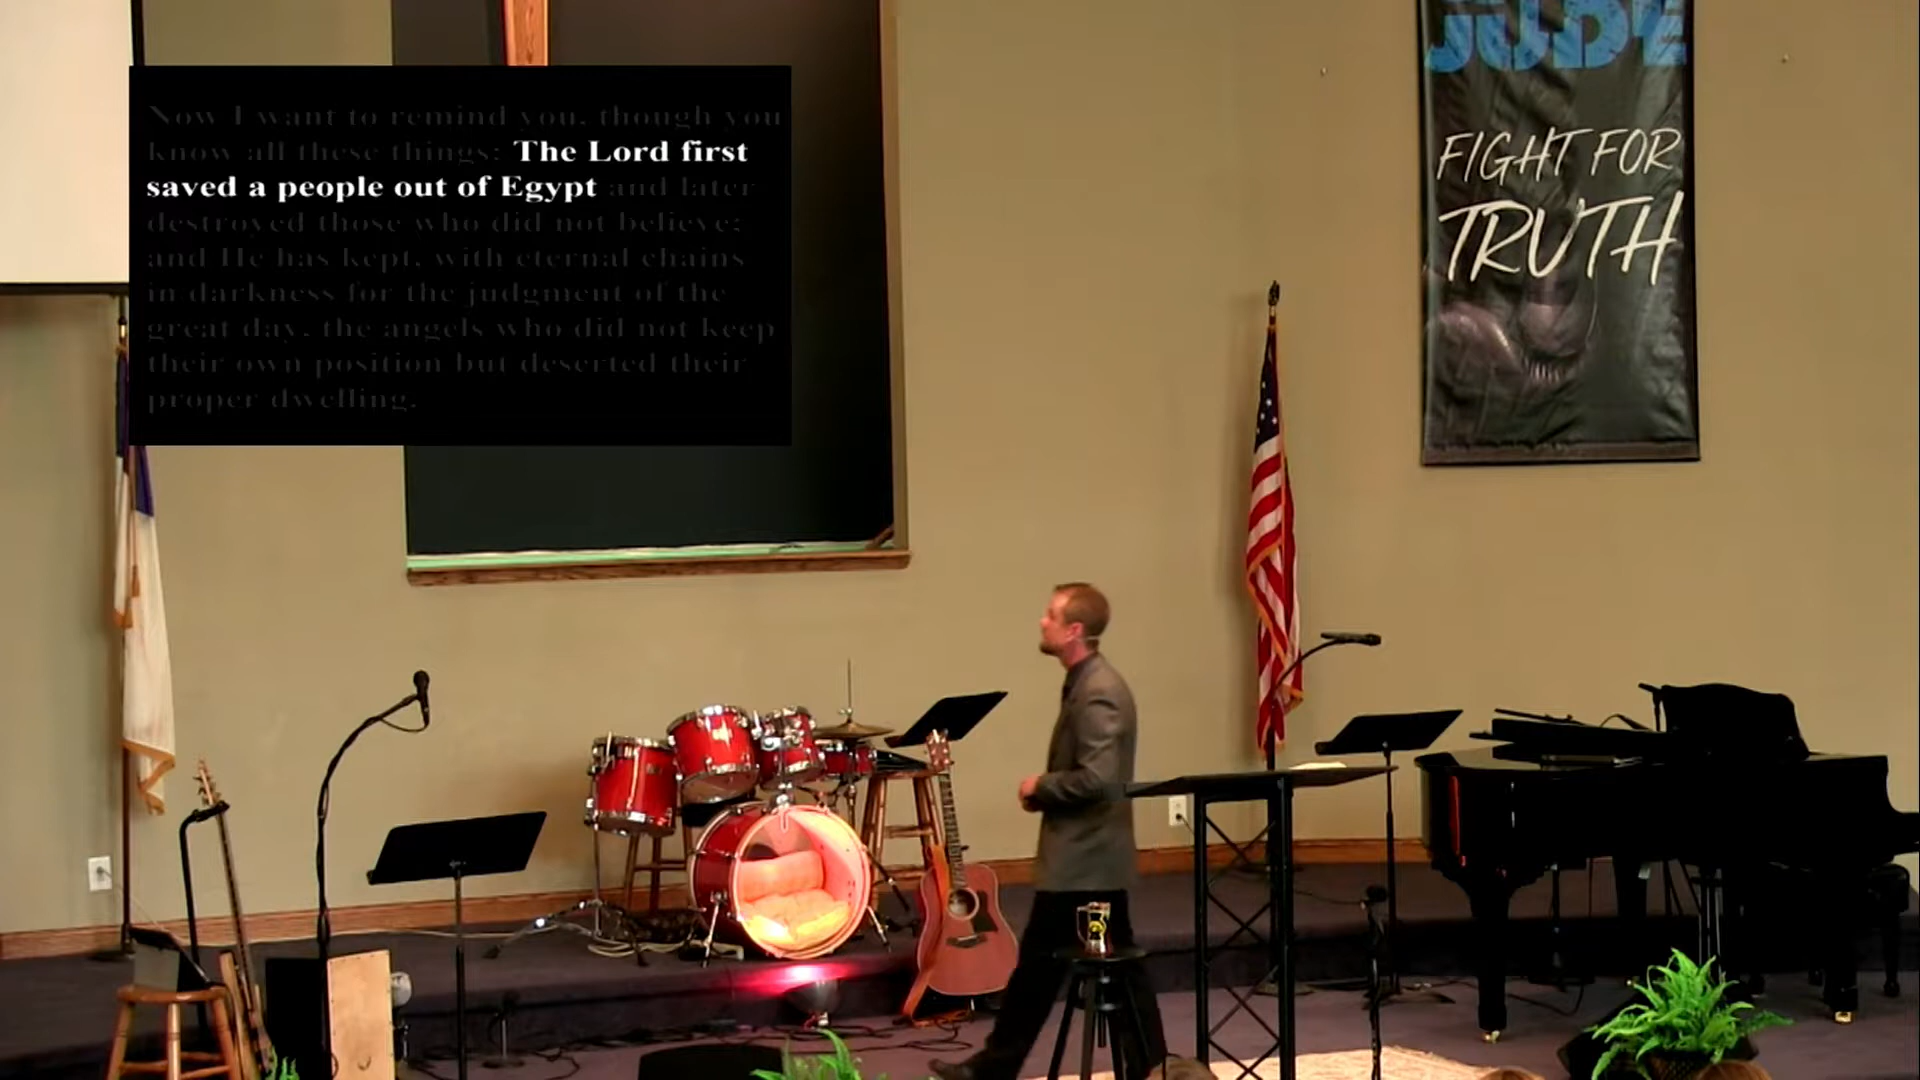 Now I want to remind you, though you
know all these things: The Lord first
saved a people out of Egypt and later
destroyed those who did not believe;
and He has kept, with eternal chains
in darkness for the judgment of the
great day, the angels who did not keep
their own position but deserted their
proper dwelling.
JUDE
FIGHT FOR
TRUTH